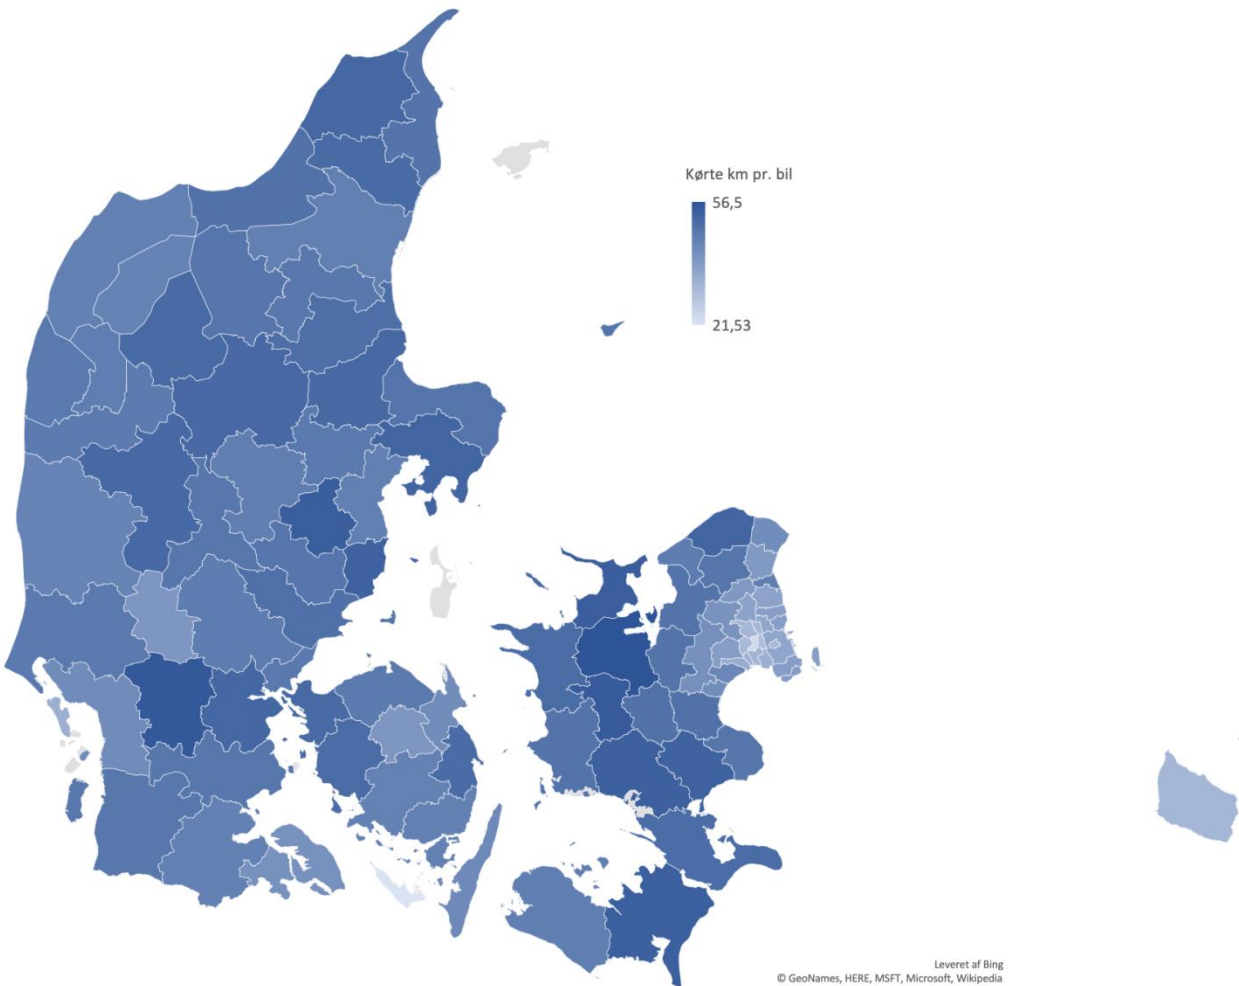 Kørte km pr. bil
56,5
21,53
Leveret af Bing
© GeoNames, HERE, MSFT, Microsoft, Wikipedia